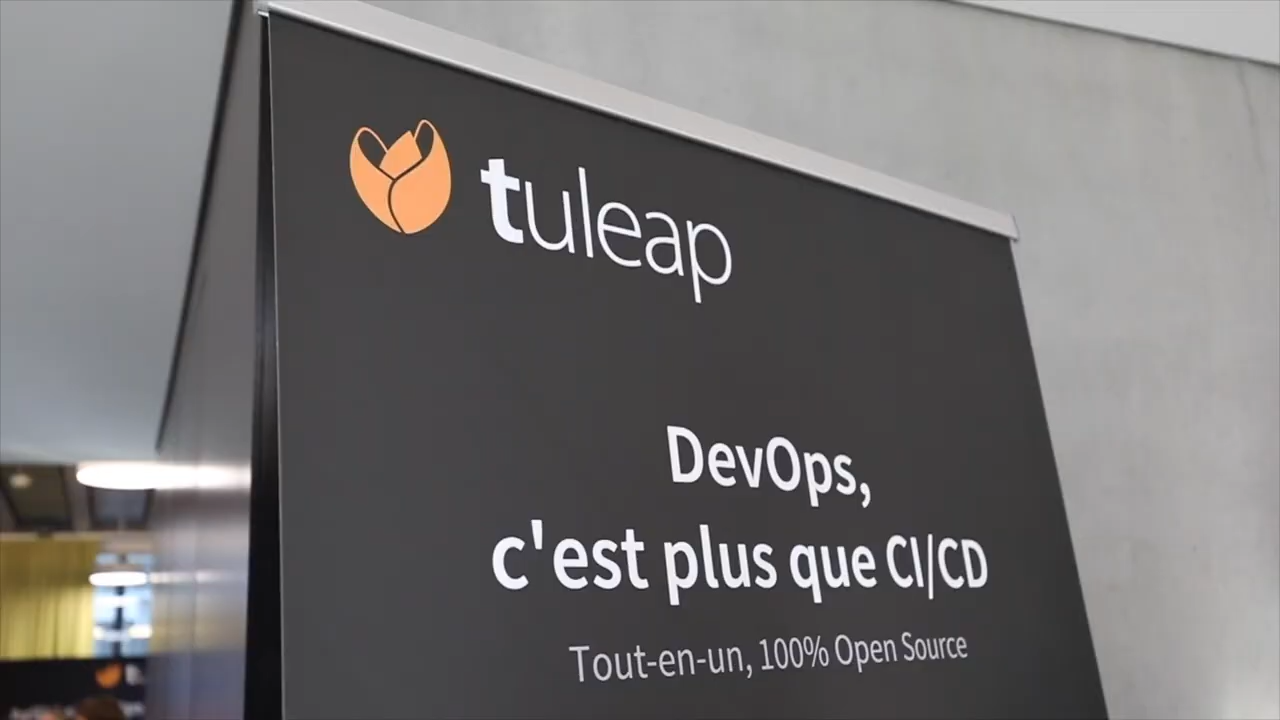 tuleap
DevOps,
c'est plus que CI/CD
Tout-en-un, 100% Open Source